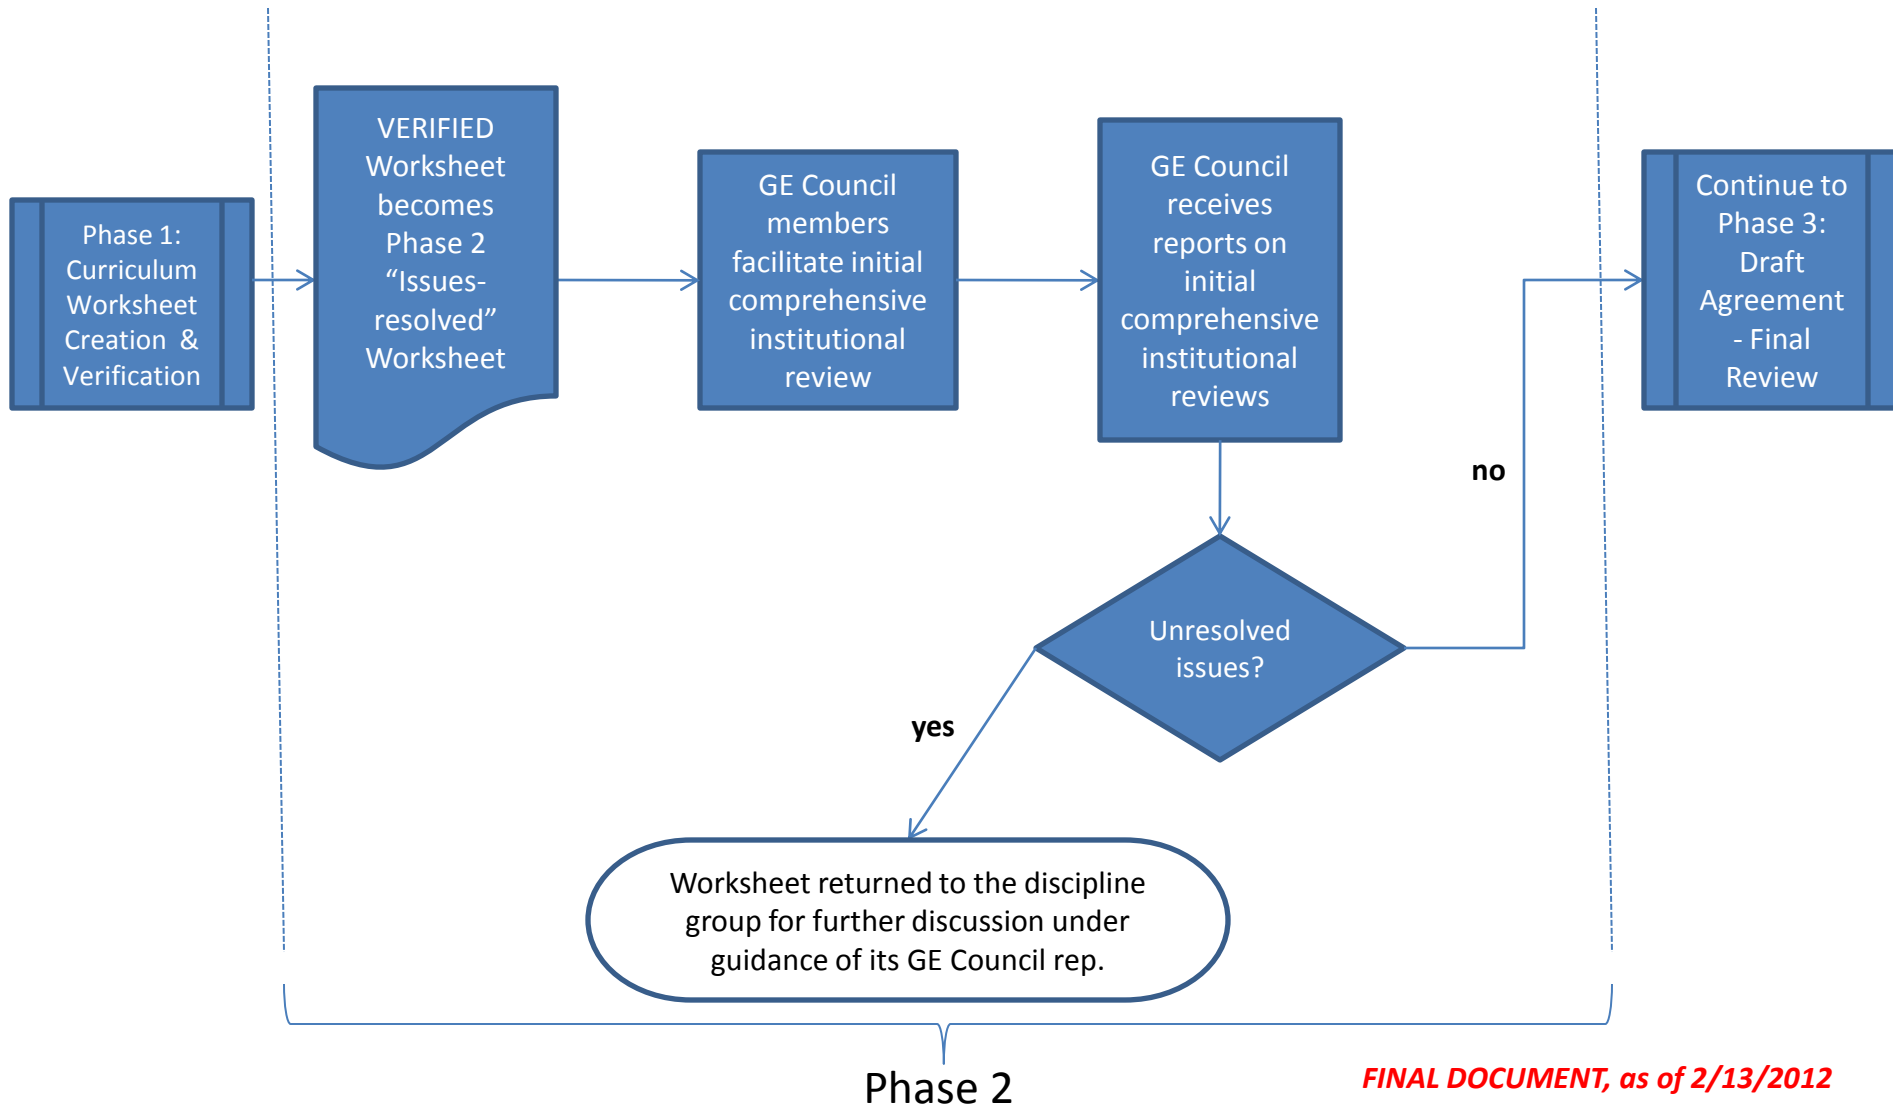 Phase 1:
Curriculum
Worksheet
Creation &
Verification
VERIFIED
Worksheet
becomes
Phase 2
“Issues-
resolved”
Worksheet
GE Council
members
facilitate initial
comprehensive
institutional
review
GE Council
receives
reports on
initial
comprehensive
institutional
reviews
Continue to
Phase 3:
Draft
Agreement
- Final
Review
no
Unresolved
issues?
yes
Worksheet returned to the discipline
group for further discussion under
guidance of its GE Council rep.
Phase 2
FINAL DOCUMENT, as of 2/13/2012